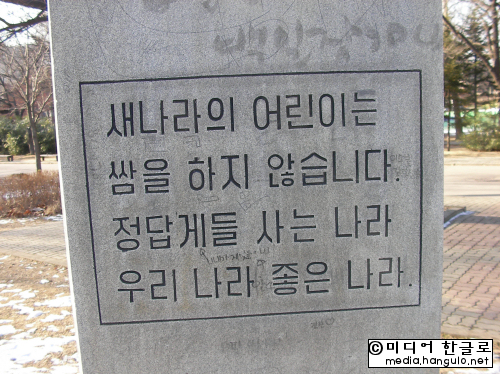 새나라의 어린이는
쌈을 하지 않습니다.
정답게들 사는 나라
우리 나라 좋은 나라.
©미디어 한글로
media.hangulo.net